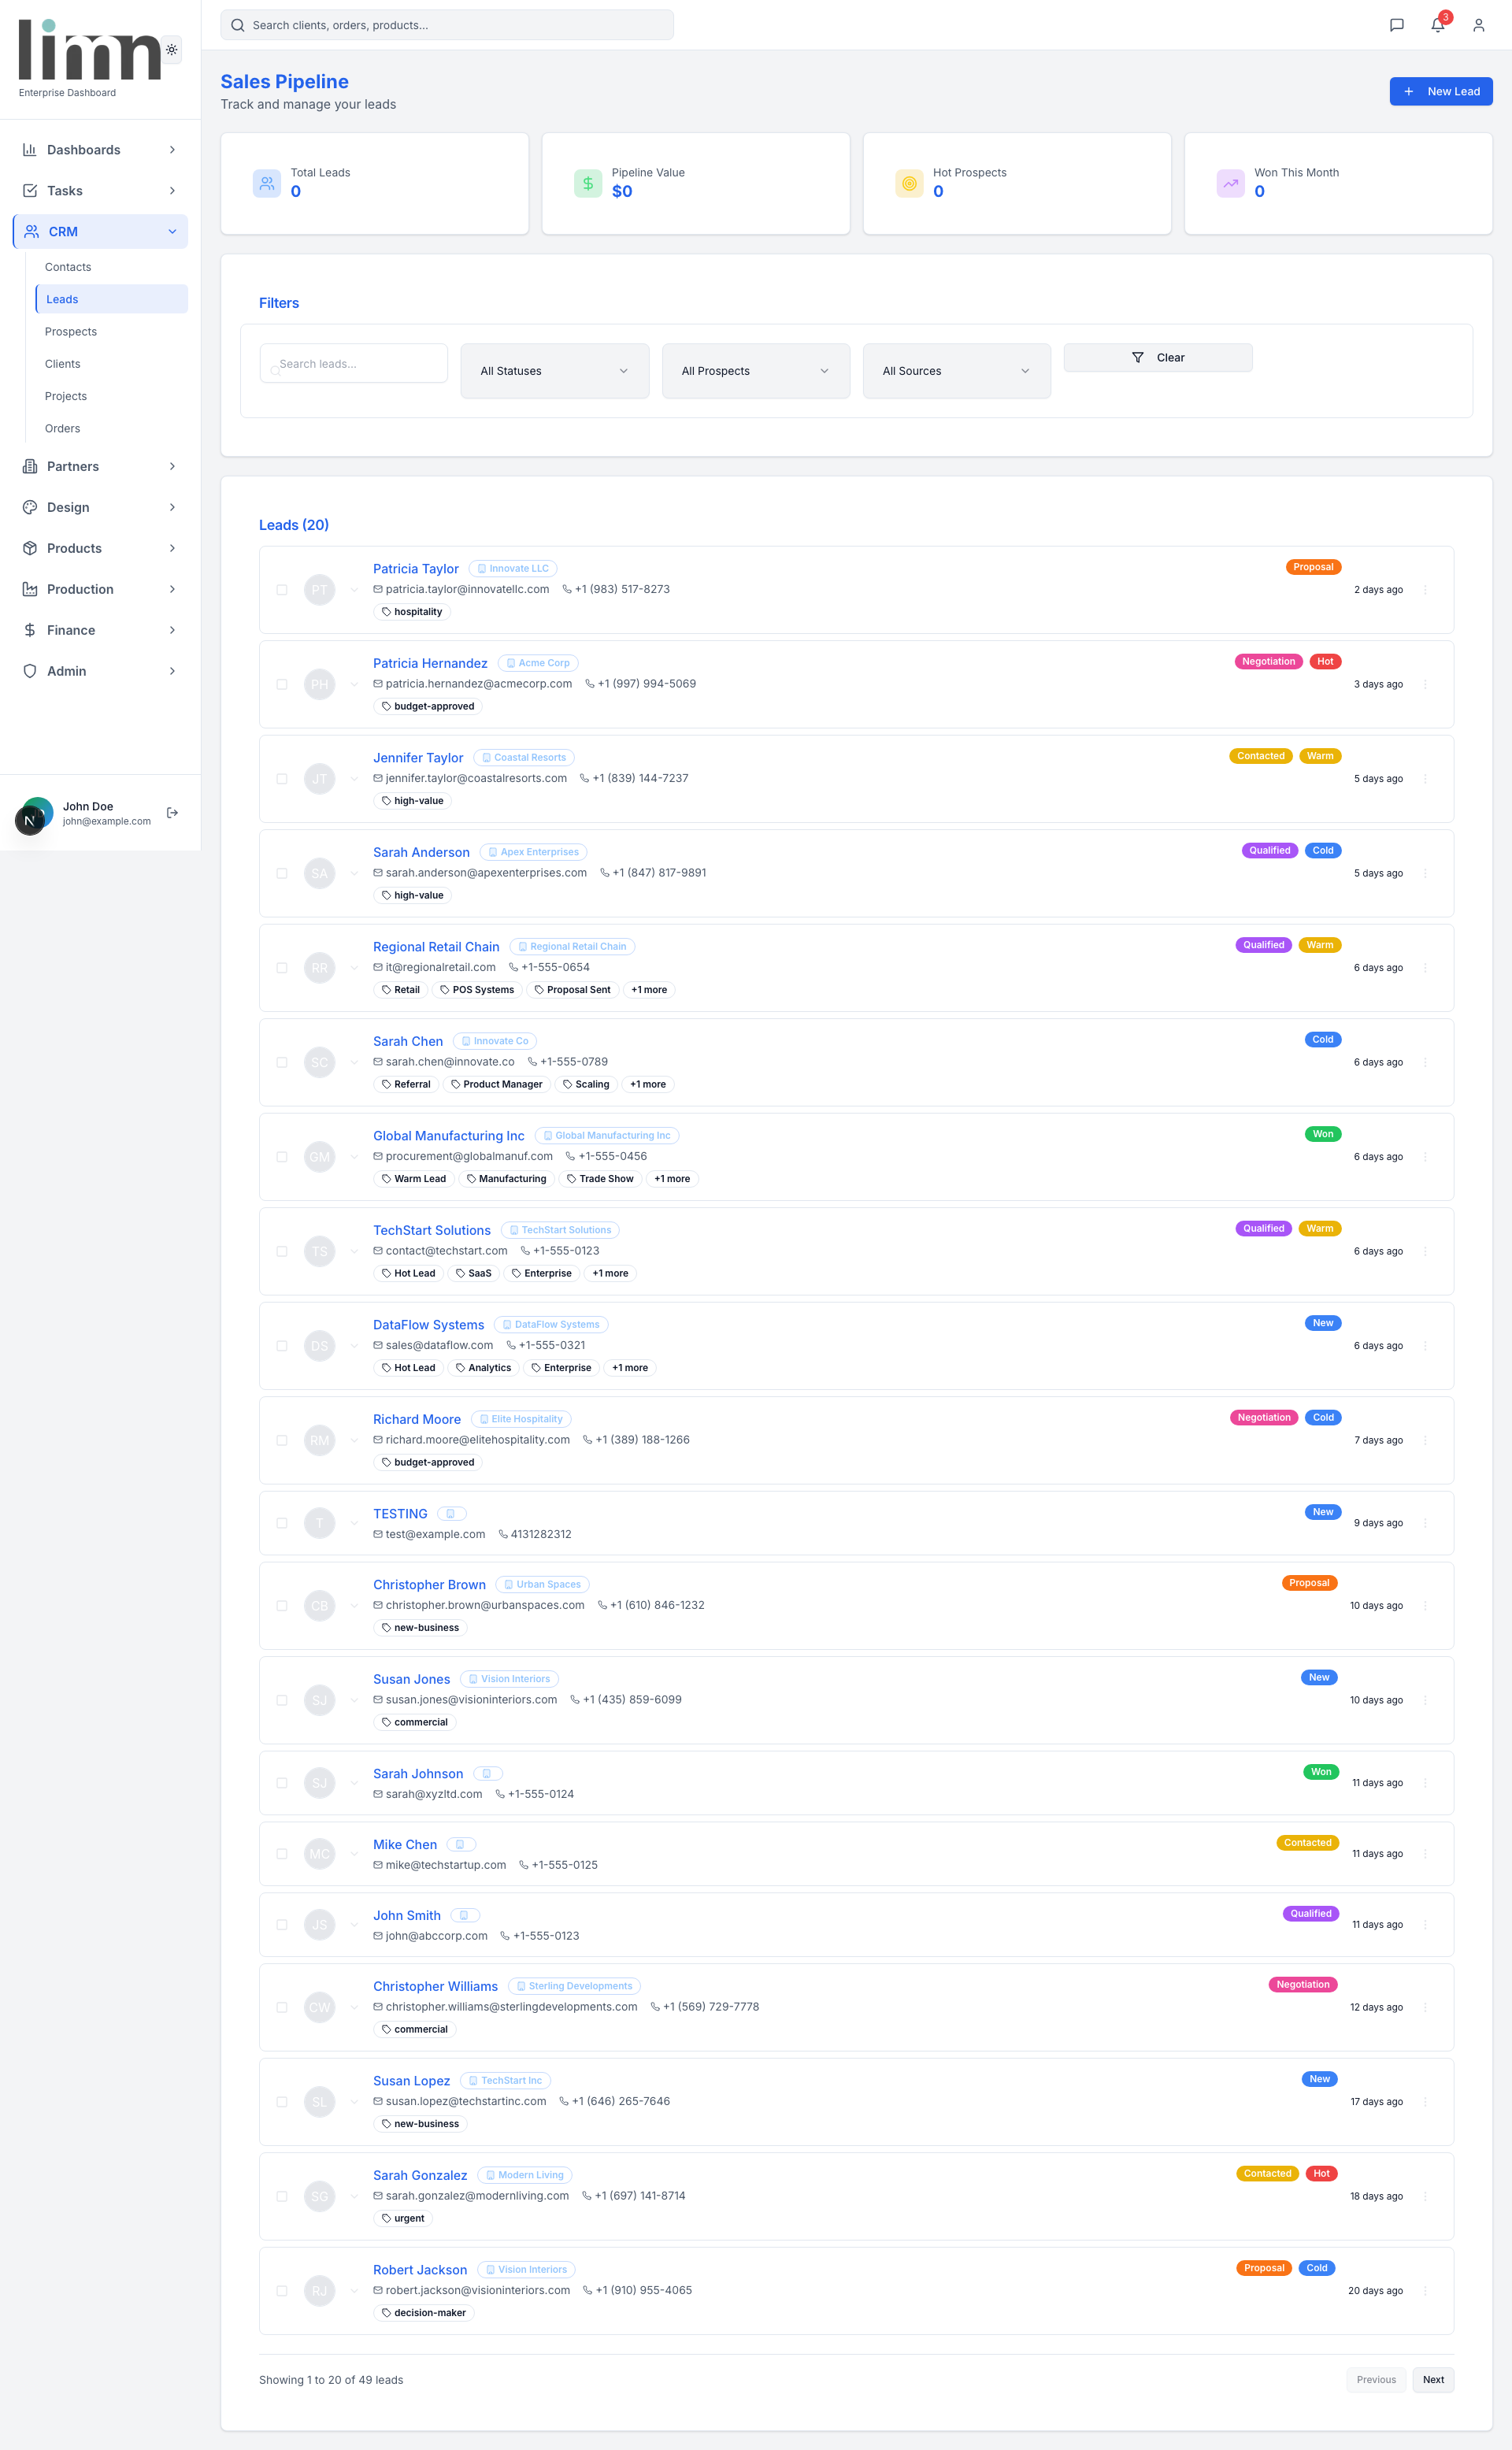 limn
Enterprise Dashboard
Dashboards
Tasks
CRM
Contacts
Leads
Prospects
Clients
Projects
Orders
Partners
Design
Products
Production
Finance
Admin
John Doe
john@example.com
N
Search clients, orders, products...
3
Sales Pipeline
Track and manage your leads
New Lead
Total Leads
0
Pipeline Value
$0
Hot Prospects
0
Won This Month
0
Filters
Search leads...
All Statuses
All Prospects
All Sources
Clear
Leads (20)
PT
Patricia Taylor Innovate LLC Proposal
patricia.taylor@innovatellc.com +1 (983) 517-8273 2 days ago
hospitality
PH
Patricia Hernandez Acme Corp Negotiation Hot
patricia.hernandez@acmecorp.com +1 (997) 994-5069 3 days ago
budget-approved
JT
Jennifer Taylor Coastal Resorts Contacted Warm
jennifer.taylor@coastalresorts.com +1 (839) 144-7237 5 days ago
high-value
SA
Sarah Anderson Apex Enterprises Qualified Cold
sarah.anderson@apexenterprises.com +1 (847) 817-9891 5 days ago
high-value
RR
Regional Retail Chain Regional Retail Chain Qualified Warm
it@regionalretail.com +1-555-0654 6 days ago
Retail POS Systems Proposal Sent +1 more
SC
Sarah Chen Innovate Co Cold
sarah.chen@innovate.co +1-555-0789 6 days ago
Referral Product Manager Scaling +1 more
GM
Global Manufacturing Inc Global Manufacturing Inc Won
procurement@globalmanuf.com +1-555-0456 6 days ago
Warm Lead Manufacturing Trade Show +1 more
TS
TechStart Solutions TechStart Solutions Qualified Warm
contact@techstart.com +1-555-0123 6 days ago
Hot Lead SaaS Enterprise +1 more
DS
DataFlow Systems DataFlow Systems New
sales@dataflow.com +1-555-0321 6 days ago
Hot Lead Analytics Enterprise +1 more
RM
Richard Moore Elite Hospitality Negotiation Cold
richard.moore@elitehospitality.com +1 (389) 188-1266 7 days ago
budget-approved
T
TESTING New
test@example.com 4131282312 9 days ago
CB
Christopher Brown Urban Spaces Proposal
christopher.brown@urbanspaces.com +1 (610) 846-1232 10 days ago
new-business
SJ
Susan Jones Vision Interiors New
susan.jones@visioninteriors.com +1 (435) 859-6099 10 days ago
commercial
SJ
Sarah Johnson Won
sarah@xyzltd.com +1-555-0124 11 days ago
MC
Mike Chen Contacted
mike@techstartup.com +1-555-0125 11 days ago
JS
John Smith Qualified
john@abccorp.com +1-555-0123 11 days ago
CW
Christopher Williams Sterling Developments Negotiation
christopher.williams@sterlingdevelopments.com +1 (569) 729-7778 12 days ago
commercial
SL
Susan Lopez TechStart Inc New
susan.lopez@techstartinc.com +1 (646) 265-7646 17 days ago
new-business
SG
Sarah Gonzalez Modern Living Contacted Hot
sarah.gonzalez@modernliving.com +1 (697) 141-8714 18 days ago
urgent
RJ
Robert Jackson Vision Interiors Proposal Cold
robert.jackson@visioninteriors.com +1 (910) 955-4065 20 days ago
decision-maker
Showing 1 to 20 of 49 leads
Previous
Next